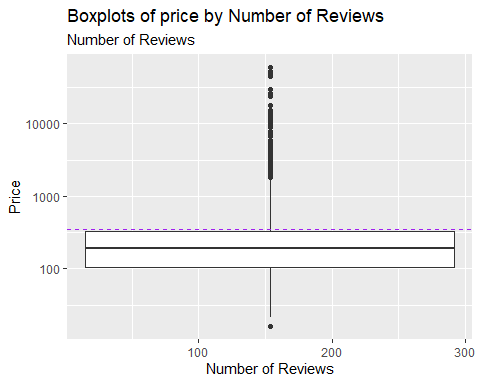 Boxplots of price by Number of Reviews
Number of Reviews
10000
1000
100
Price
100 200 300
Number of Reviews